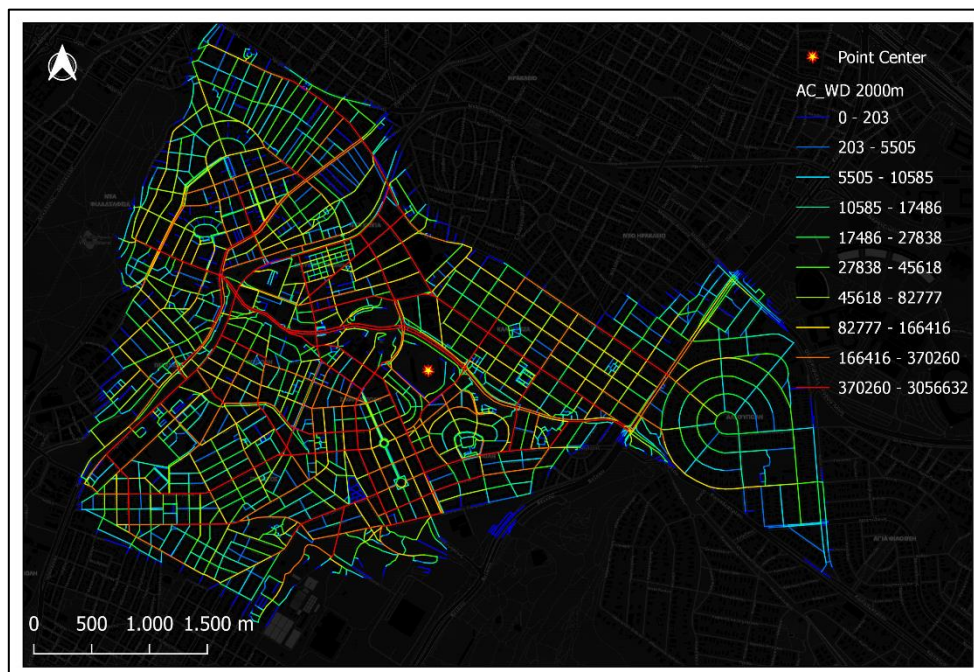 Point Center
AC_WD 2000m
0 - 203
203 - 5505
5505 - 10585
10585 - 17486
17486 - 27838
27838 - 45618
45618 - 82777
82777 - 166416
166416 - 370260
370260 - 3056632
0 500 1.000 1.500 m